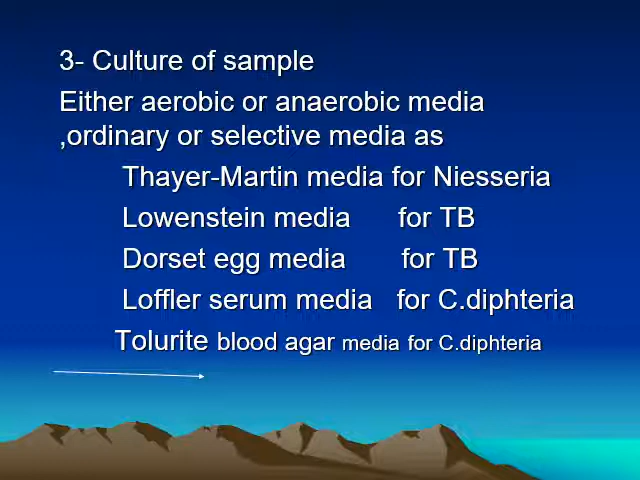 3- Culture of sample
Either aerobic or anaerobic media
,ordinary or selective media as
Thayer-Martin media for Niesseria
Lowenstein media for TB
Dorset egg media for TB
Loffler serum media for C.diphteria
Tolurite blood agar media for C.diphteria